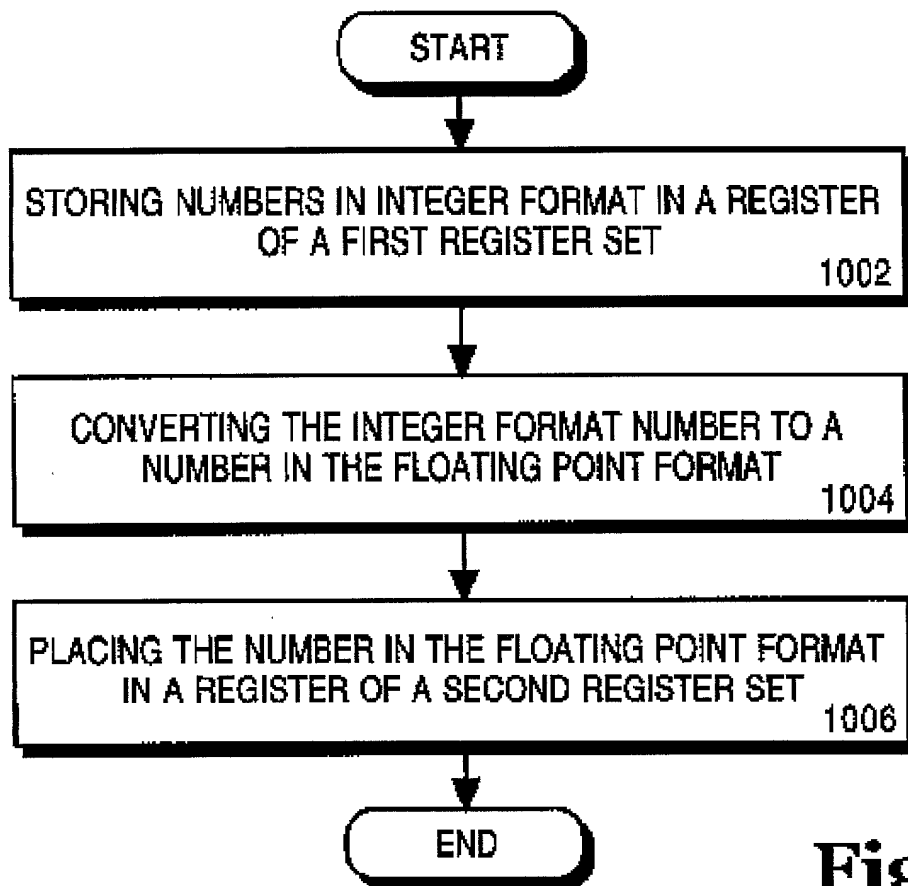 START
STORING NUMBERS IN INTEGER FORMAT IN A REGISTER
OF A FIRST REGISTER SET
1002
CONVERTING THE INTEGER FORMAT NUMBER TO A
NUMBER IN THE FLOATING POINT FORMAT
1004
PLACING THE NUMBER IN THE FLOATING POINT FORMAT
IN A REGISTER OF A SECOND REGISTER SET
1006
END
Fig